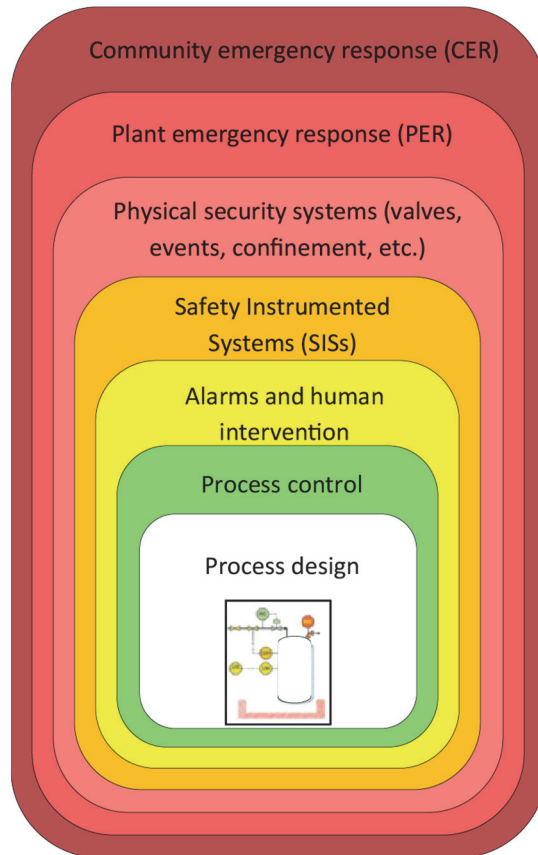 Community emergency response (CER)
Plant emergency response (PER)
Physical security systems (valves,
events, confinement, etc.)
Safety Instrumented
Systems (SISs)
Alarms and human
intervention
Process control
Process design